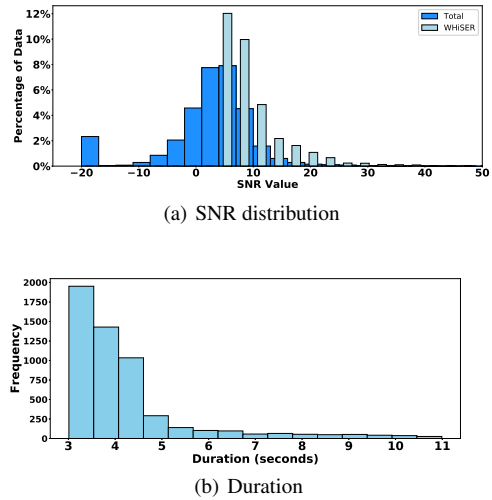 12%
10%
8%
6%
4%
2%
0%
Percentage of Data
Total
WHiSER
−20 −10 0 10 20 30 40 50
SNR Value
(a) SNR distribution
2000
1750
1500
1250
1000
750
500
250
0
Frequency
3 4 5 6 7 8 9 10 11
Duration (seconds)
(b) Duration